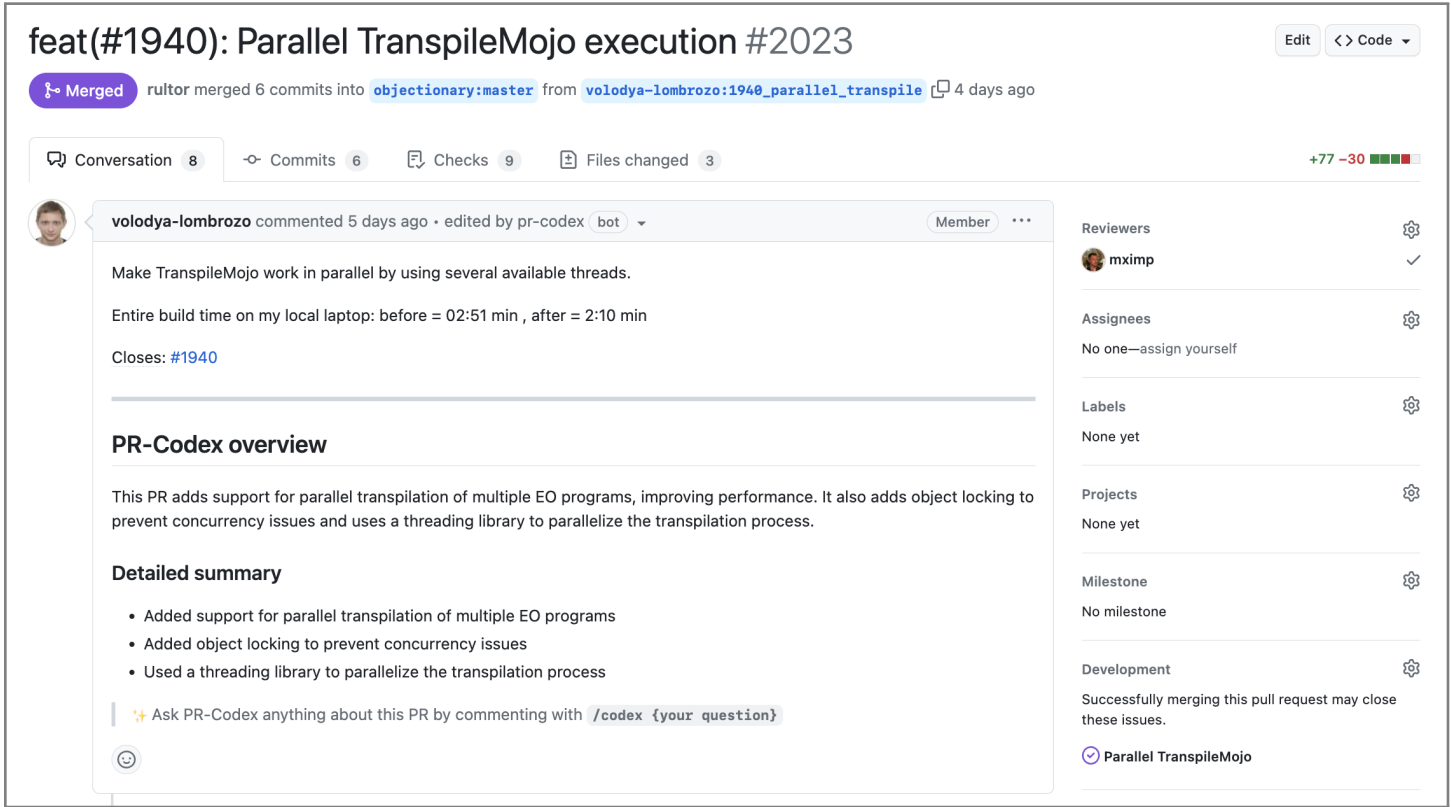 feat(#1940): Parallel TranspileMojo execution #2023
Edit
<> Code
Merged
rultor merged 6 commits into objectionary:master from volodya-lombrozo:1940_parallel_transpile 4 days ago
Conversation 8
Commits 6
Checks 9
Files changed 3
+77 −30
volodya-lombrozo commented 5 days ago • edited by pr-codex bot
Member
Make TranspileMojo work in parallel by using several available threads.
Entire build time on my local laptop: before = 02:51 min , after = 2:10 min
Closes: #1940
PR-Codex overview
This PR adds support for parallel transpilation of multiple EO programs, improving performance. It also adds object locking to
prevent concurrency issues and uses a threading library to parallelize the transpilation process.
Detailed summary
• Added support for parallel transpilation of multiple EO programs
• Added object locking to prevent concurrency issues
• Used a threading library to parallelize the transpilation process
✨ Ask PR-Codex anything about this PR by commenting with /codex {your question}
Reviewers
mximp
Assignees
No one—assign yourself
Labels
None yet
Projects
None yet
Milestone
No milestone
Development
Successfully merging this pull request may close
these issues.
Parallel TranspileMojo